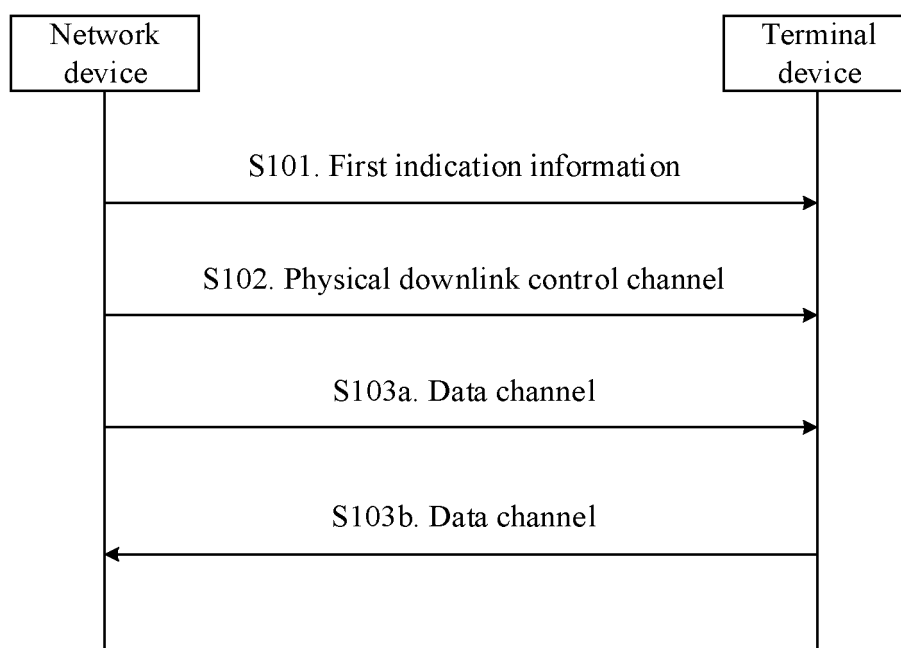 Network
device
Terminal
device
S101. First indication information
S102. Physical downlink control channel
S103a. Data channel
S103b. Data channel